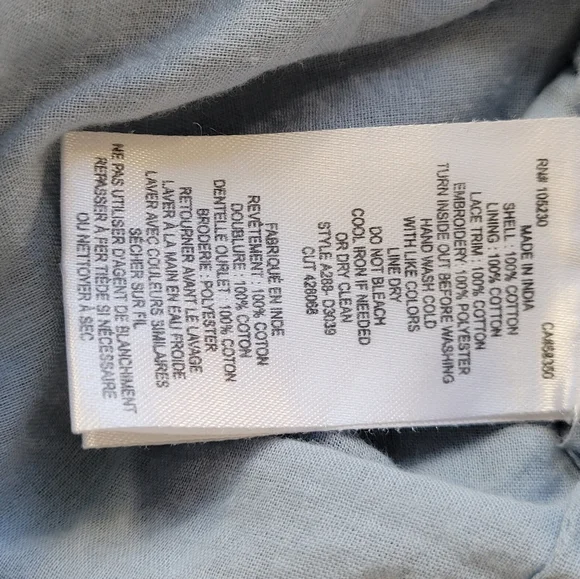 RN# 108230 CA#58350
MADE IN INDIA
SHELL : 100% COTTON
LINING : 100% COTTON
LACE TRIM : 100% COTTON
EMBROIDERY: 100% POLYESTER
TURN INSIDE OUT BEFORE WASHING
HAND WASH COLD
WITH LIKE COLORS
LINE DRY
DO NOT BLEACH
COOL IRON IF NEEDED
OR DRY CLEAN
STYLE A288- D3039
CUT 428068
FABRIQUÉ EN INDE
REVÊTEMENT : 100% COTON
DOUBLURE : 100% COTON
DENTELLE OURLET : 100% COTON
BRODERIE: POLYESTER
RETOURNER AVANT LE LAVAGE
LAVER À LA MAIN EN EAU FROIDE
LAVER AVEC COULEURS SIMILAIRES
SÉCHER SUR FIL
NE PAS UTILISER D'AGENT DE BLANCHIMENT
REPASSER À FER TIÈDE SI NÉCESSAIRE
OU NETTOYER À SEC